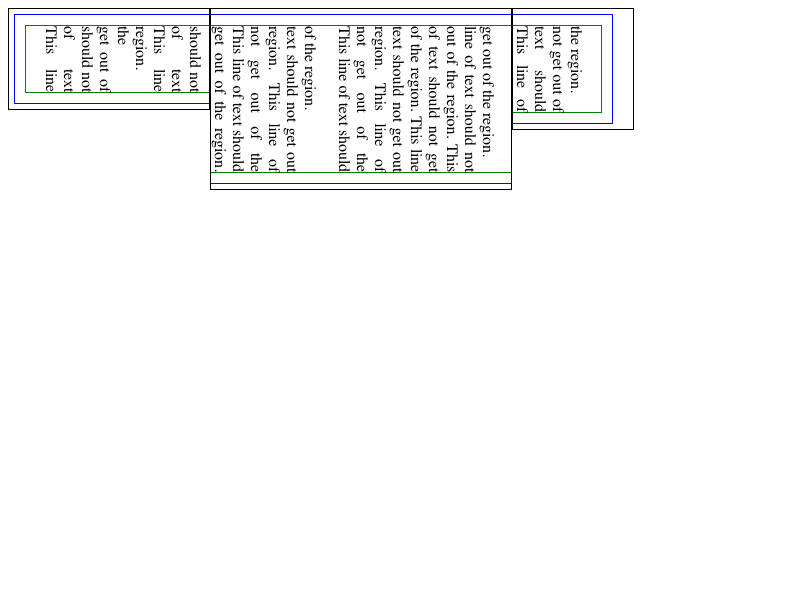 This line
of text
should not
get out of
the
region.
This line
of text
should not
get out of the region.
This line of text should
not get out of the
region. This line of
text should not get out
of the region.
This line of text should
not get out of the
region. This line of
text should not get out
of the region. This line
of text should not get
out of the region. This
line of text should not
get out of the region.
This line of
text should
not get out of
the region.